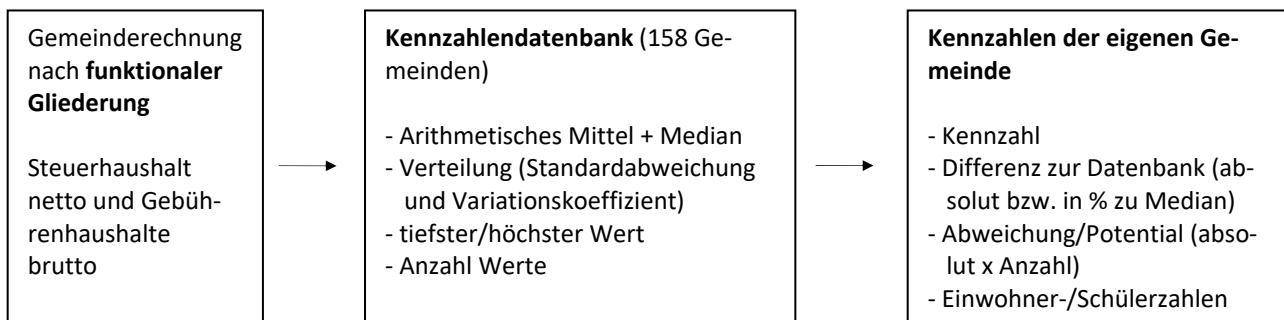 Gemeinderechnung
nach funktionaler
Gliederung
Steuerhaushalt
netto und Gebüh-
renhaushalte
brutto
Kennzahlendatenbank (158 Ge-
meinden)
- Arithmetisches Mittel + Median
- Verteilung (Standardabweichung
und Variationskoeffizient)
- tiefster/höchster Wert
- Anzahl Werte
Kennzahlen der eigenen Ge-
meinde
- Kennzahl
- Differenz zur Datenbank (ab-
solut bzw. in % zu Median)
- Abweichung/Potential (abso-
lut x Anzahl)
- Einwohner-/Schülerzahlen